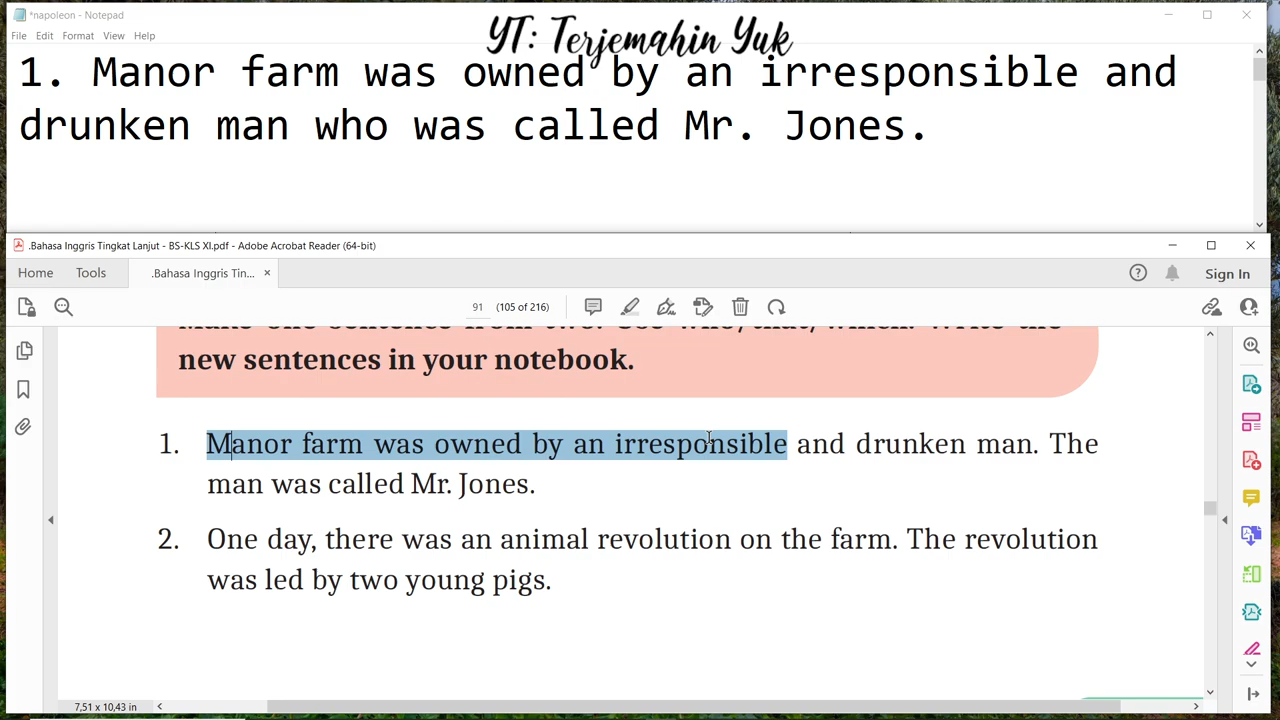 *napoleon - Notepad
YT: Terjemahin Yuk
File Edit Format View Help
1. Manor farm was owned by an irresponsible and
drunken man who was called Mr. Jones.
.Bahasa Inggris Tingkat Lanjut - BS-KLS XI.pdf - Adobe Acrobat Reader (64-bit)
Home Tools .Bahasa Inggris Tin... × Sign In
91 (105 of 216)
new sentences in your notebook.
1. Manor farm was owned by an irresponsible and drunken man. The
man was called Mr. Jones.
2. One day, there was an animal revolution on the farm. The revolution
was led by two young pigs.
7,51 x 10,43 in